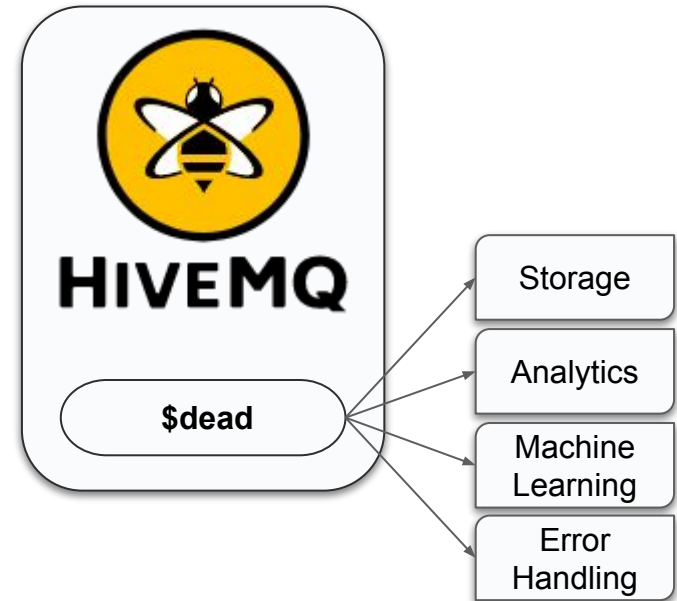 HIVEMQ
$dead
Storage
Analytics
Machine
Learning
Error
Handling